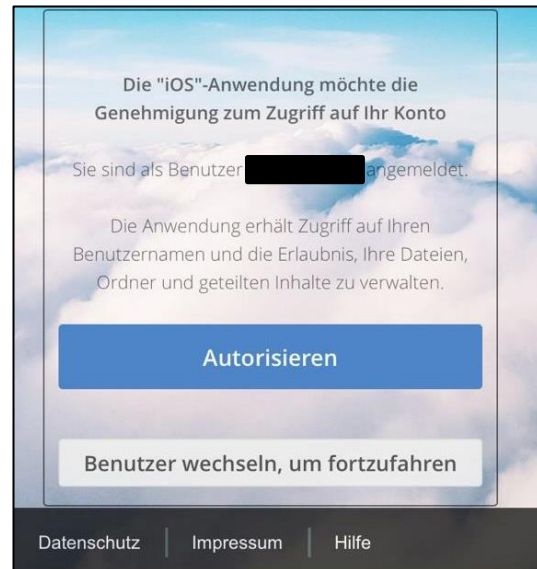 Die "iOS"-Anwendung möchte die
Genehmigung zum Zugriff auf Ihr Konto
Sie sind als Benutzer angemeldet.
Die Anwendung erhält Zugriff auf Ihren
Benutzernamen und die Erlaubnis, Ihre Dateien,
Ordner und geteilten Inhalte zu verwalten.
Autorisieren
Benutzer wechseln, um fortzufahren
Datenschutz | Impressum | Hilfe